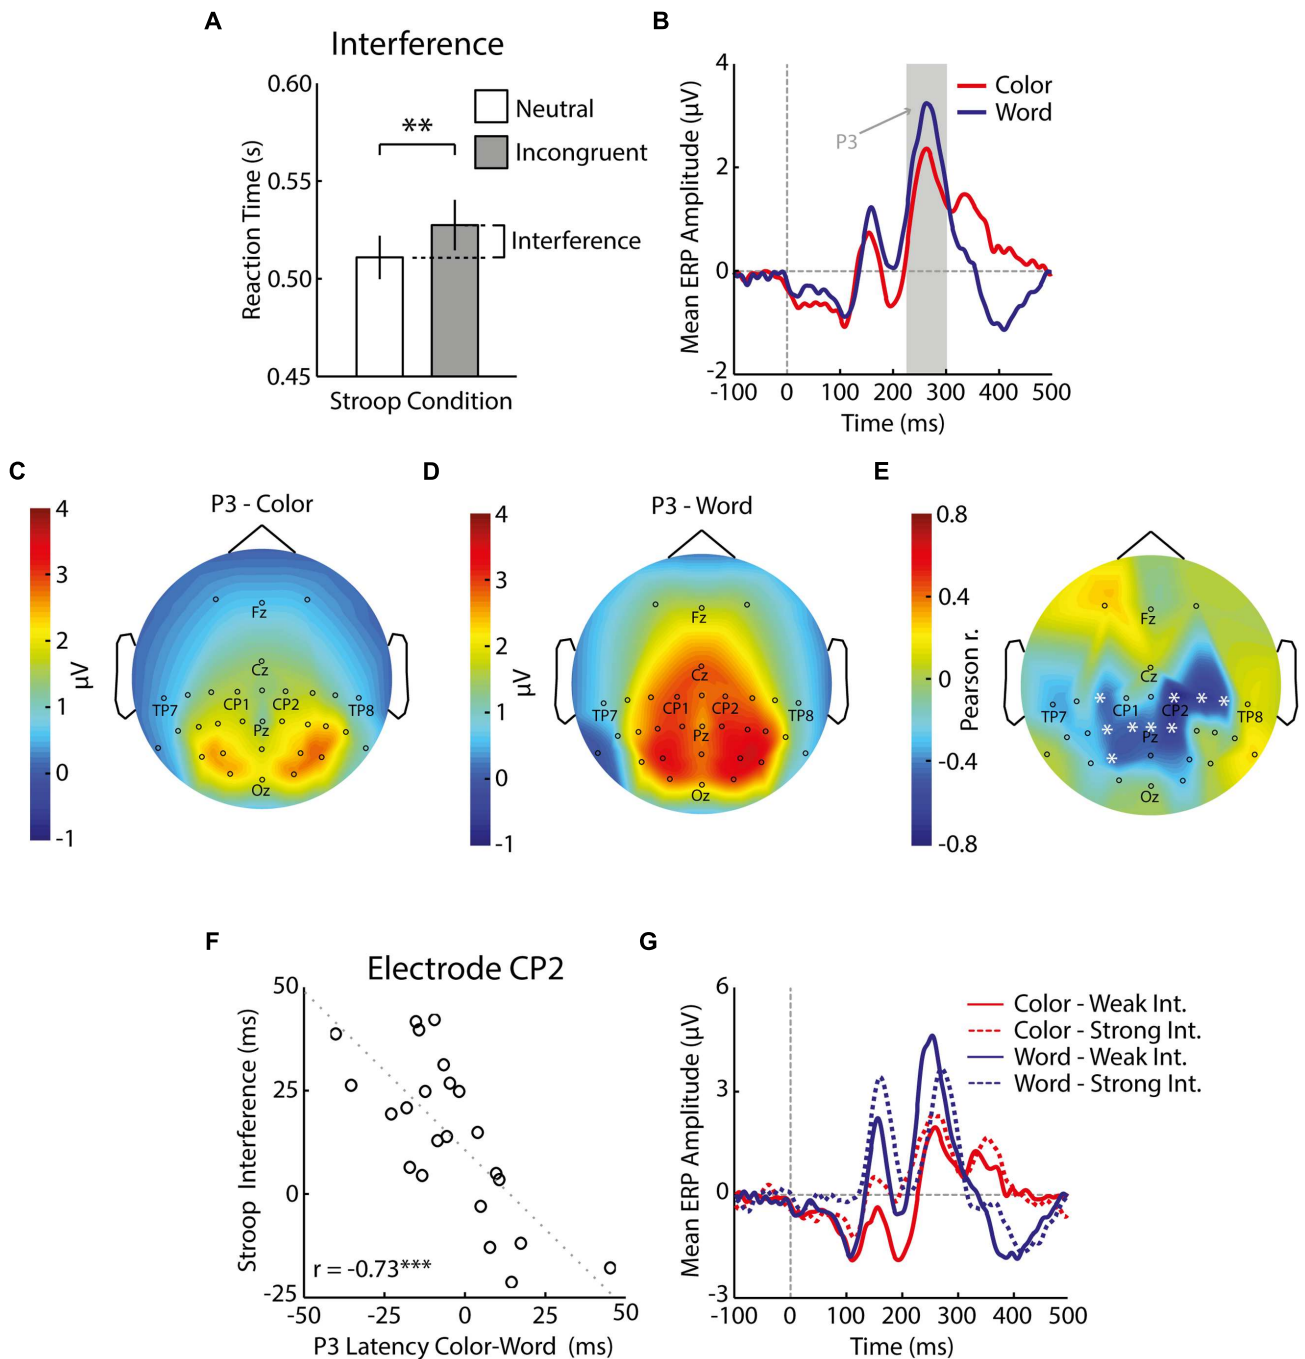 A
Interference
0.60
0.55
0.50
0.45
Reaction Time (s)
**
Neutral
Incongruent
Interference
Stroop Condition
B
4
2
0
-2
Mean ERP Amplitude (µV)
P3
Color
Word
-100 0 100 200 300 400 500
Time (ms)
C
P3 - Color
4
3
2
1
0
-1
µV
Fz
Cz
TP7 CP1 CP2 TP8
Pz
Oz
D
P3 - Word
4
3
2
1
0
-1
µV
Fz
Cz
TP7 CP1 CP2 TP8
Pz
Oz
E
0.8
0.4
0
-0.4
-0.8
Pearson r.
Fz
Cz
* * * *
TP7 CP1 CP2 TP8
* * * *
Pz
*
Oz
F
Electrode CP2
50
25
0
-25
Stroop Interference (ms)
r = -0.73***
-50 -25 0 25 50
P3 Latency Color-Word (ms)
G
6
3
0
-3
Mean ERP Amplitude (µV)
Color - Weak Int.
Color - Strong Int.
Word - Weak Int.
Word - Strong Int.
-100 0 100 200 300 400 500
Time (ms)